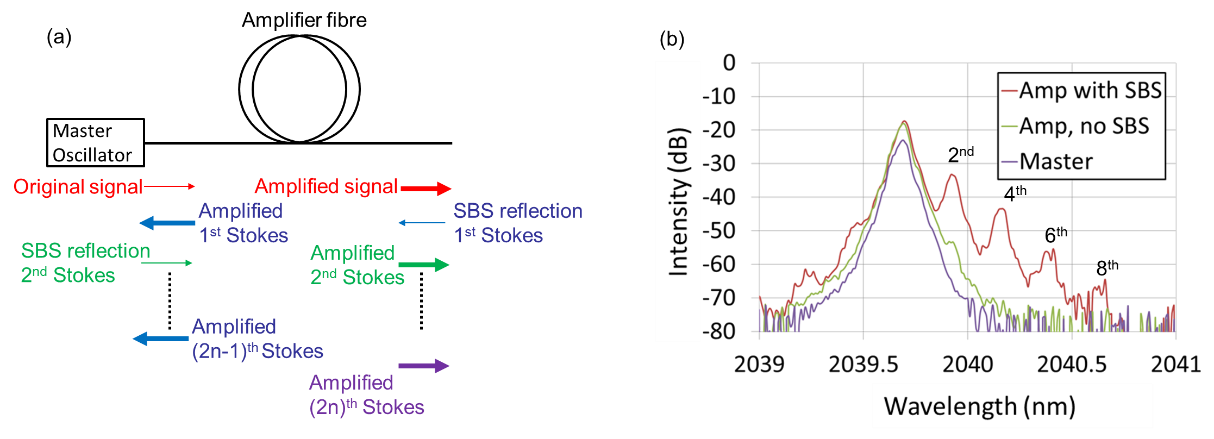 (a)
Amplifier fibre
Master
Oscillator
Original signal
Amplified signal
Amplified
1st Stokes
SBS reflection
1st Stokes
SBS reflection
2nd Stokes
Amplified
2nd Stokes
Amplified
(2n-1)th Stokes
Amplified
(2n)th Stokes
(b)
Intensity (dB)
0
-10
-20
-30
-40
-50
-60
-70
-80
Amp with SBS
Amp, no SBS
Master
2nd
4th
6th
8th
2039
2039.5
2040
2040.5
2041
Wavelength (nm)